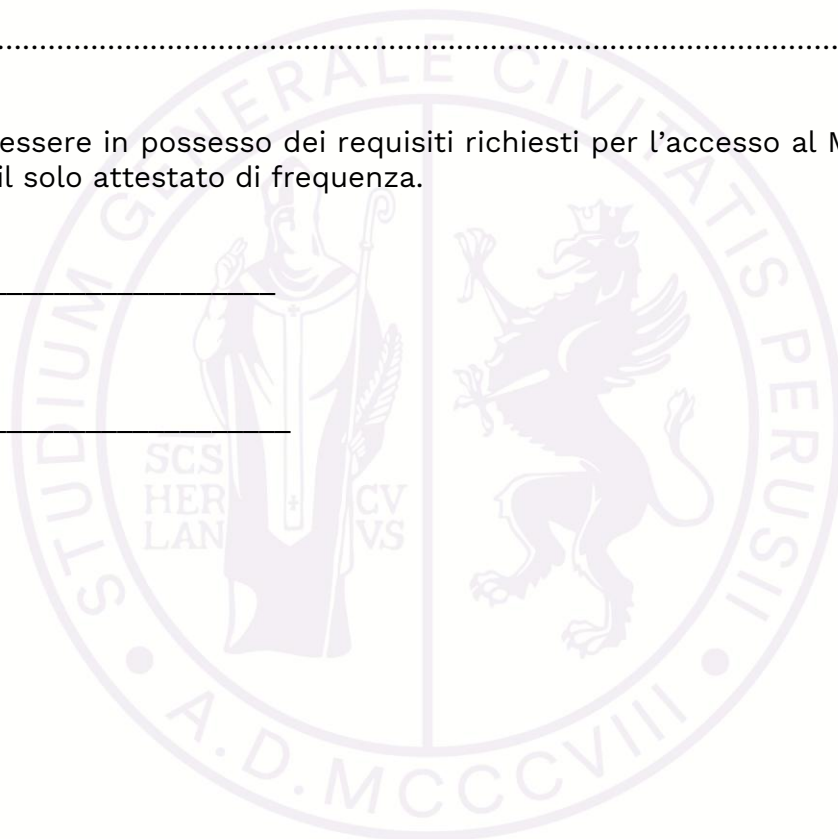 essere in possesso dei requisiti richiesti per l’accesso al
il solo attestato di frequenza.
STUDIUM GENERALE CIVITATIS PERUSII
SCS
HER
LAN
CV
VS
A.D. MCCCVIII